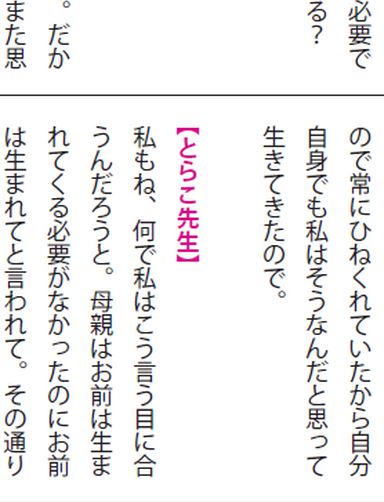 必要で
る？
。だか
また思
ので常にひねくれていたから自分
自身でも私はそうなんだと思って
生きてきたので。
【とらこ先生】
私もね、何で私はこう言う目に合
うんだろうと。母親はお前は生ま
れてくる必要がなかったのにお前
は生まれてと言われて。その通り